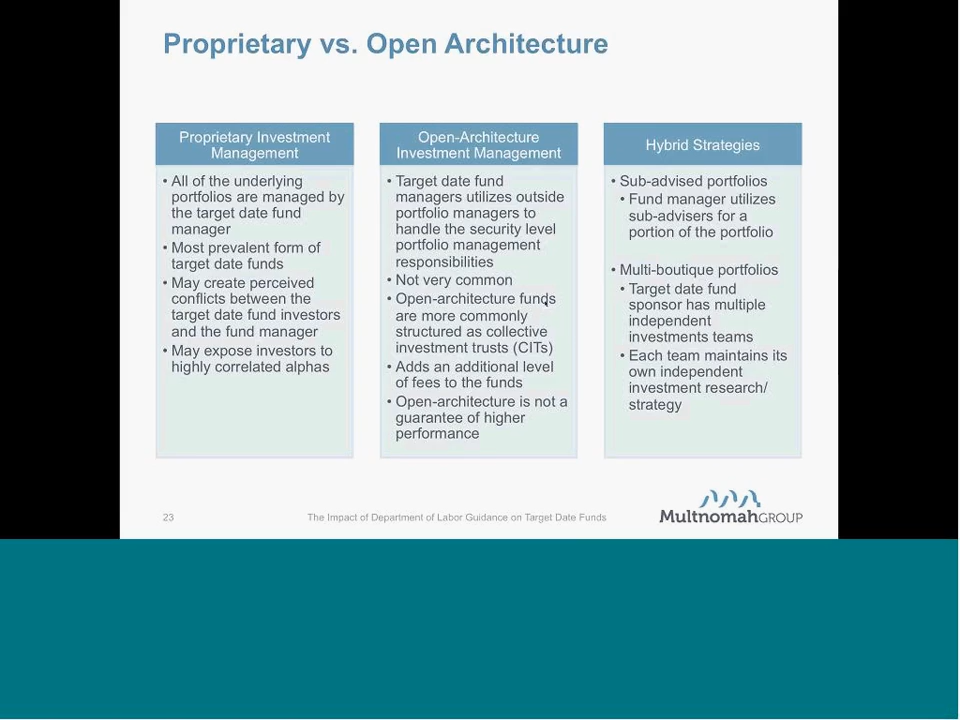 Proprietary vs. Open Architecture
Proprietary Investment
Management
• All of the underlying
portfolios are managed by
the target date fund
manager
• Most prevalent form of
target date funds
• May create perceived
conflicts between the
target date fund investors
and the fund manager
• May expose investors to
highly correlated alphas
Open-Architecture
Investment Management
• Target date fund
managers utilizes outside
portfolio managers to
handle the security level
portfolio management
responsibilities
• Not very common
• Open-architecture funds
are more commonly
structured as collective
investment trusts (CITs)
• Adds an additional level
of fees to the funds
• Open-architecture is not a
guarantee of higher
performance
Hybrid Strategies
• Sub-advised portfolios
• Fund manager utilizes
sub-advisers for a
portion of the portfolio
• Multi-boutique portfolios
• Target date fund
sponsor has multiple
independent
investments teams
• Each team maintains its
own independent
investment research/
strategy
23
The Impact of Department of Labor Guidance on Target Date Funds
MultnomahGROUP